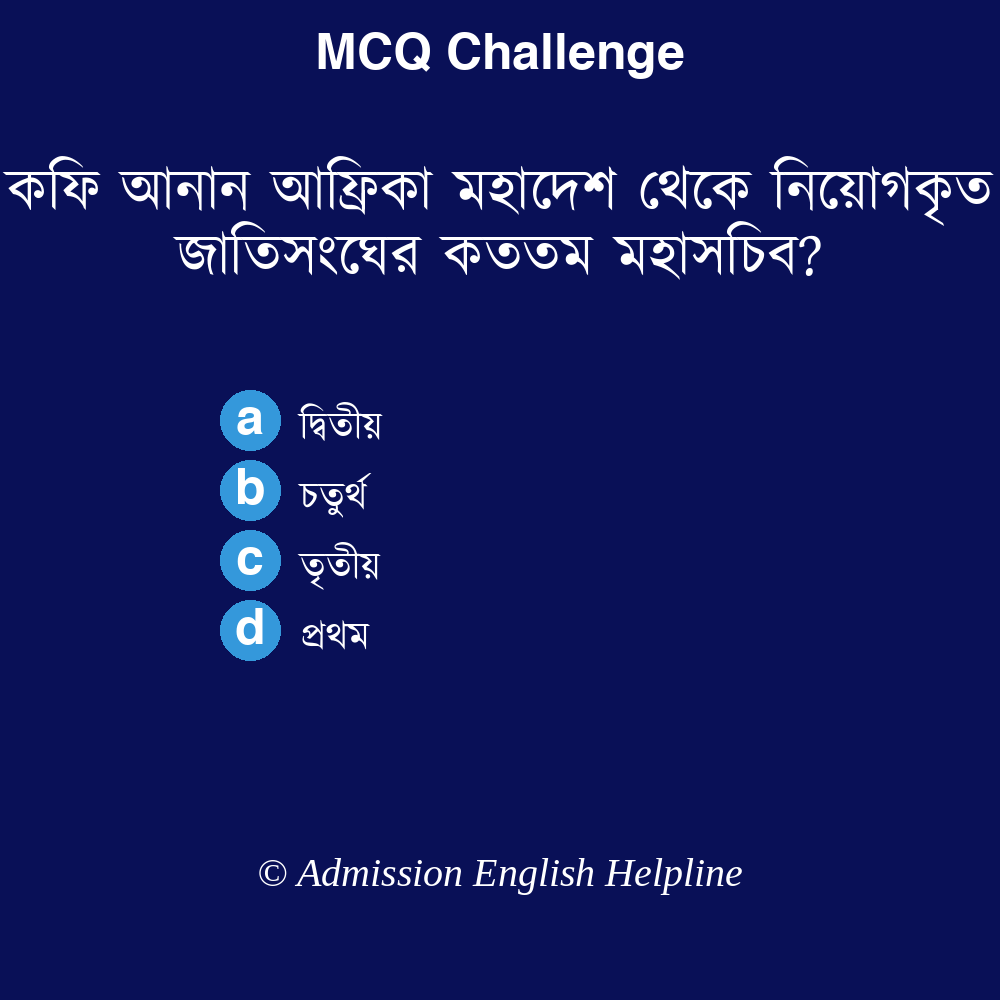 MCQ Challenge
কফি আনান আফ্রিকা মহাদেশ থেকে নিয়োগকৃত
জাতিসংঘের কততম মহাসচিব?
a দ্বিতীয়
b চতুর্থ
c তৃতীয়
d প্রথম
© Admission English Helpline